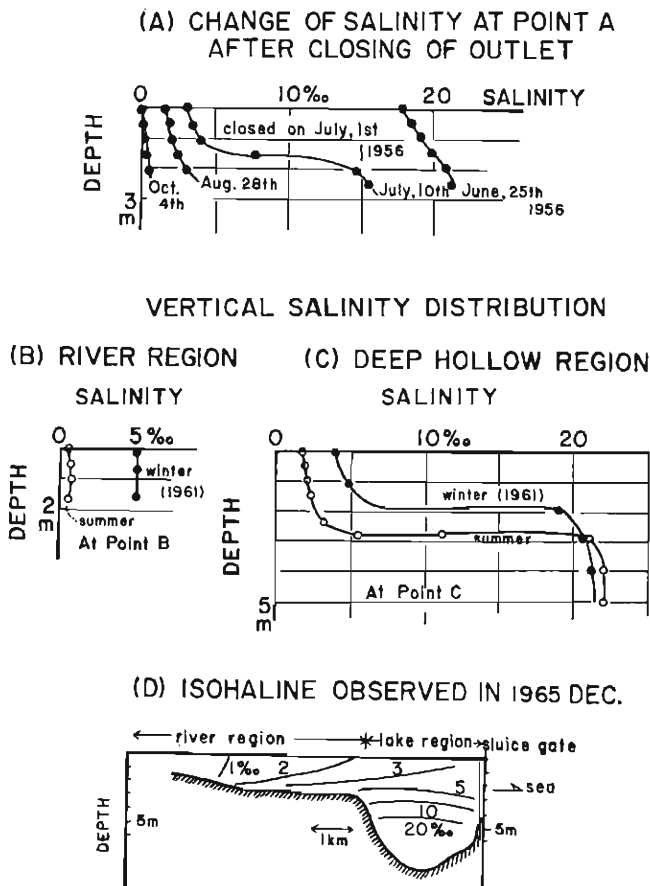 (A) CHANGE OF SALINITY AT POINT A
AFTER CLOSING OF OUTLET
0 10‰ 20 SALINITY
closed on July, 1st
1956
DEPTH
3
m
Oct.
4th
Aug. 28th
July, 10th
June, 25th
1956
VERTICAL SALINITY DISTRIBUTION
(B) RIVER REGION
SALINITY
0 5‰
DEPTH
winter
(1961)
2
m
summer
At Point B
(C) DEEP HOLLOW REGION
SALINITY
0 10‰ 20
DEPTH
winter (1961)
summer
At Point C
5
m
(D) ISOHALINE OBSERVED IN 1965 DEC.
river region
lake region
sluice gate
1‰ 2 3
5
sea
10
20‰
DEPTH
5m
5m
1km